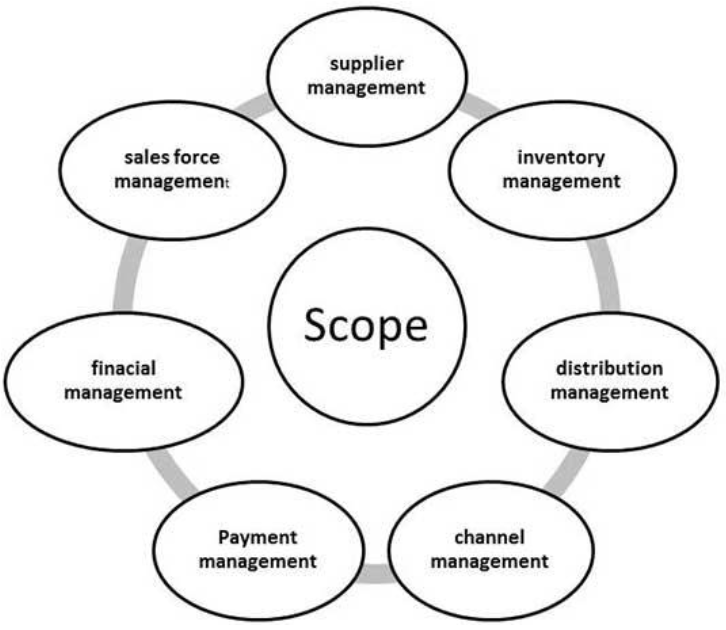 supplier
management
inventory
management
distribution
management
channel
management
Payment
management
finacial
management
sales force
management
Scope